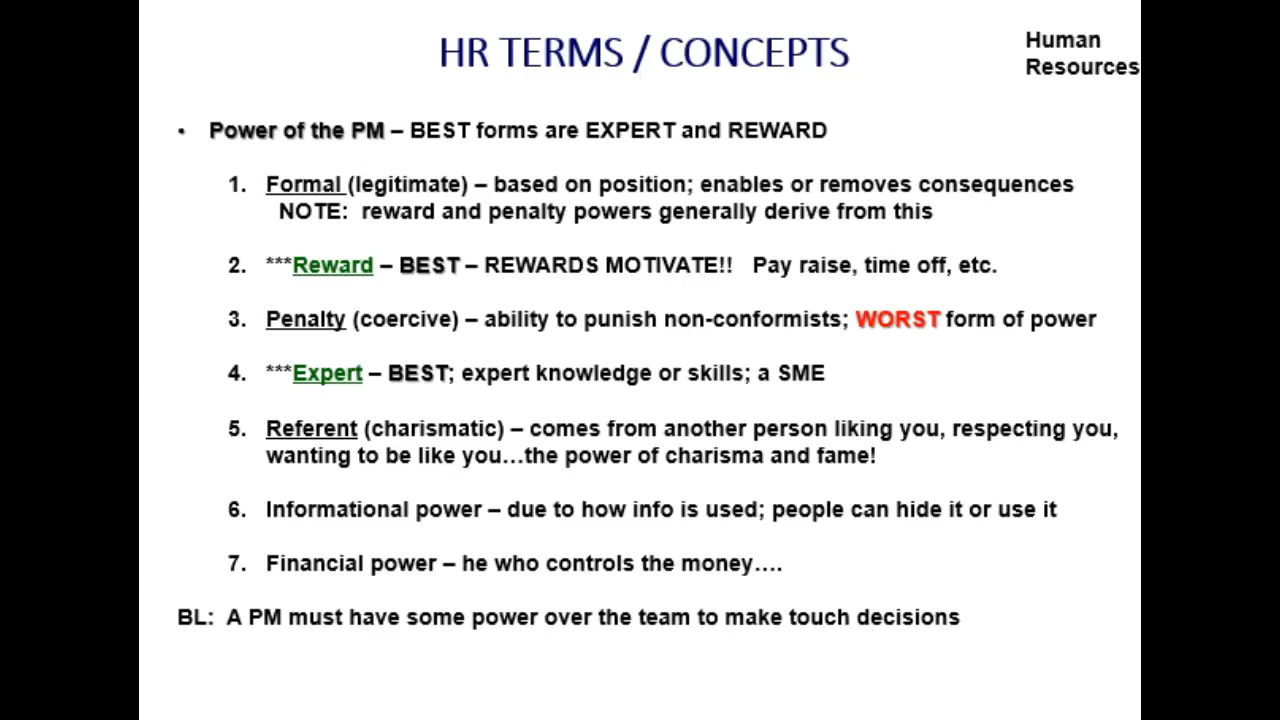 HR TERMS / CONCEPTS
Human
Resources
• Power of the PM – BEST forms are EXPERT and REWARD
1. Formal (legitimate) – based on position; enables or removes consequences
NOTE: reward and penalty powers generally derive from this
2. ***Reward – BEST – REWARDS MOTIVATE!! Pay raise, time off, etc.
3. Penalty (coercive) – ability to punish non-conformists; WORST form of power
4. ***Expert – BEST; expert knowledge or skills; a SME
5. Referent (charismatic) – comes from another person liking you, respecting you,
wanting to be like you…the power of charisma and fame!
6. Informational power – due to how info is used; people can hide it or use it
7. Financial power – he who controls the money….
BL: A PM must have some power over the team to make touch decisions